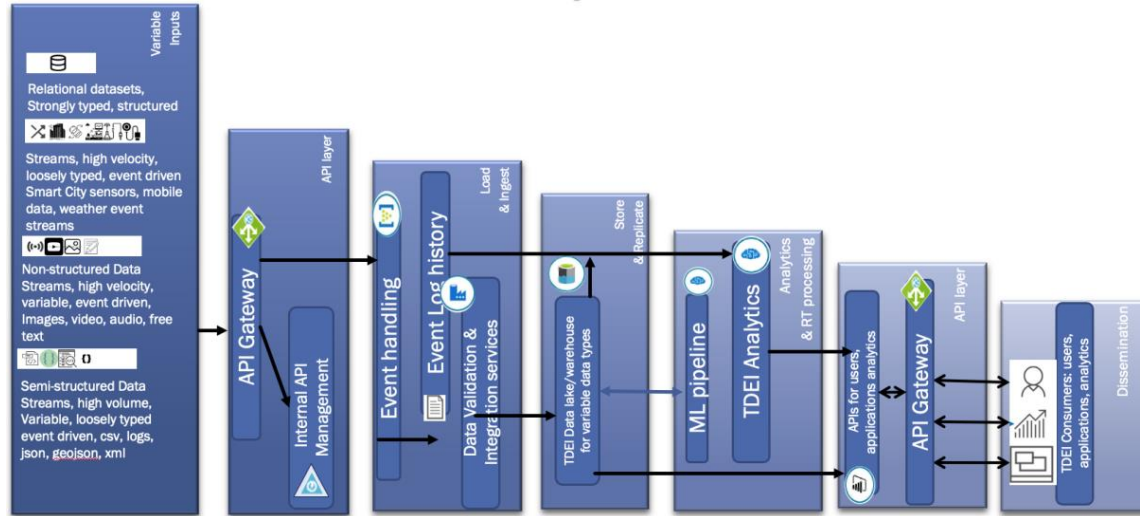 Variable
Inputs
Relational datasets,
Strongly typed, structured
Streams, high velocity,
loosely typed, event driven
Smart City sensors, mobile
data, weather event
streams
Non-structured Data
Streams, high velocity,
variable, event driven,
Images, video, audio, free
text
Semi-structured Data
Streams, high volume,
Variable, loosely typed
event driven, csv, logs,
json, geojson, xml
API layer
API Gateway
Internal API
Management
Load
& Ingest
Event handling
Event Log history
Data Validation &
Integration services
Store
& Replicate
TDEI Data lake/warehouse
for variable data types
Analytics
& RT processing
ML pipeline
TDEI Analytics
API layer
APIs for users,
applications analytics
API Gateway
Dissemination
TDEI Consumers: users,
applications, analytics